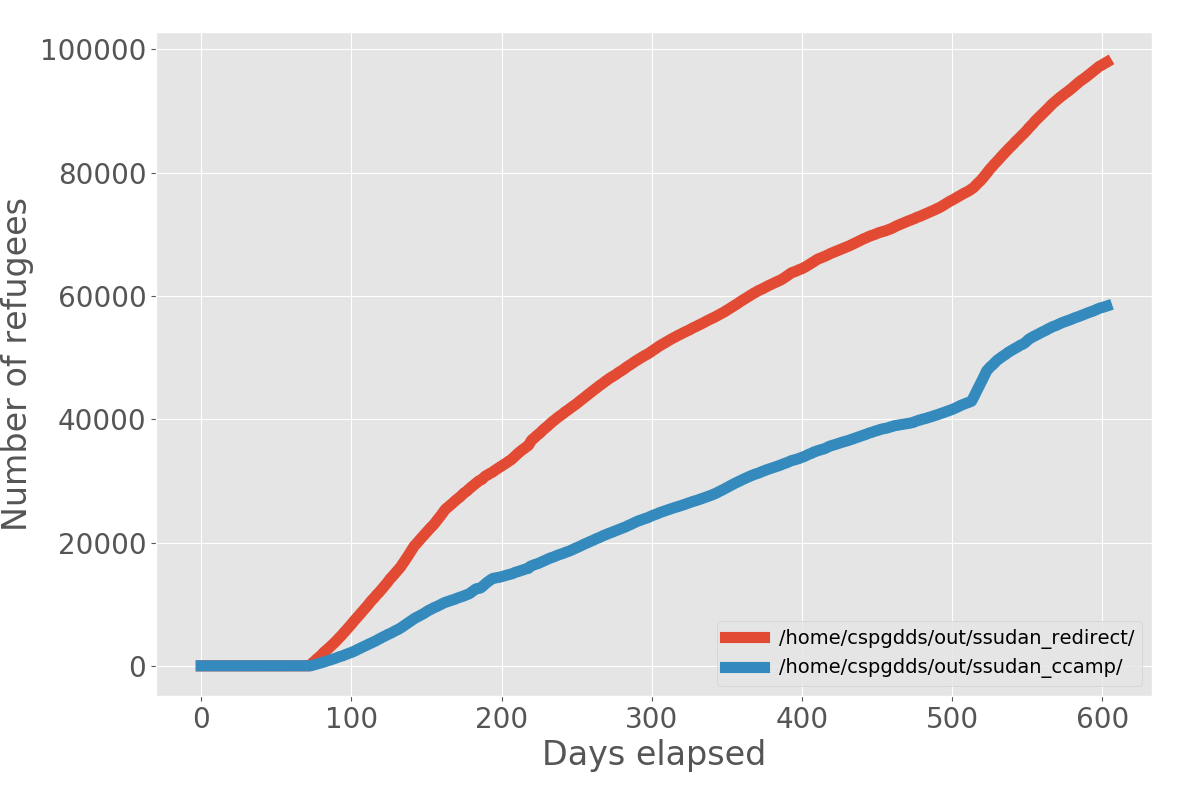 100000
80000
60000
40000
20000
0
Number of refugees
/home/cspgdds/out/ssudan_redirect/
/home/cspgdds/out/ssudan_ccamp/
0 100 200 300 400 500 600
Days elapsed